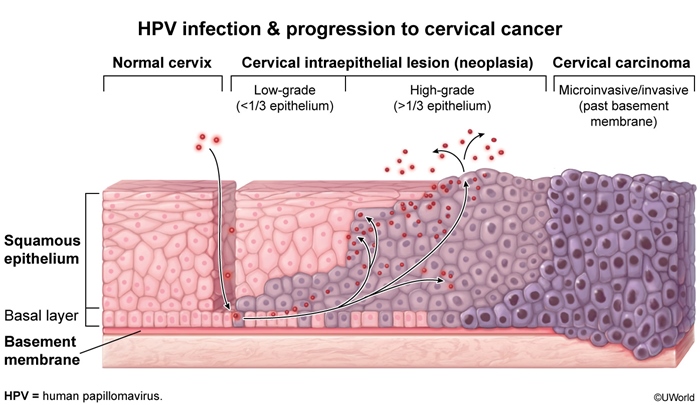 HPV infection & progression to cervical cancer
Normal cervix
Cervical intraepithelial lesion (neoplasia)
Cervical carcinoma
Low-grade
(<1/3 epithelium)
High-grade
(>1/3 epithelium)
Microinvasive/invasive
(past basement
membrane)
Squamous
epithelium
Basal layer
Basement
membrane
HPV = human papillomavirus.
©UWorld